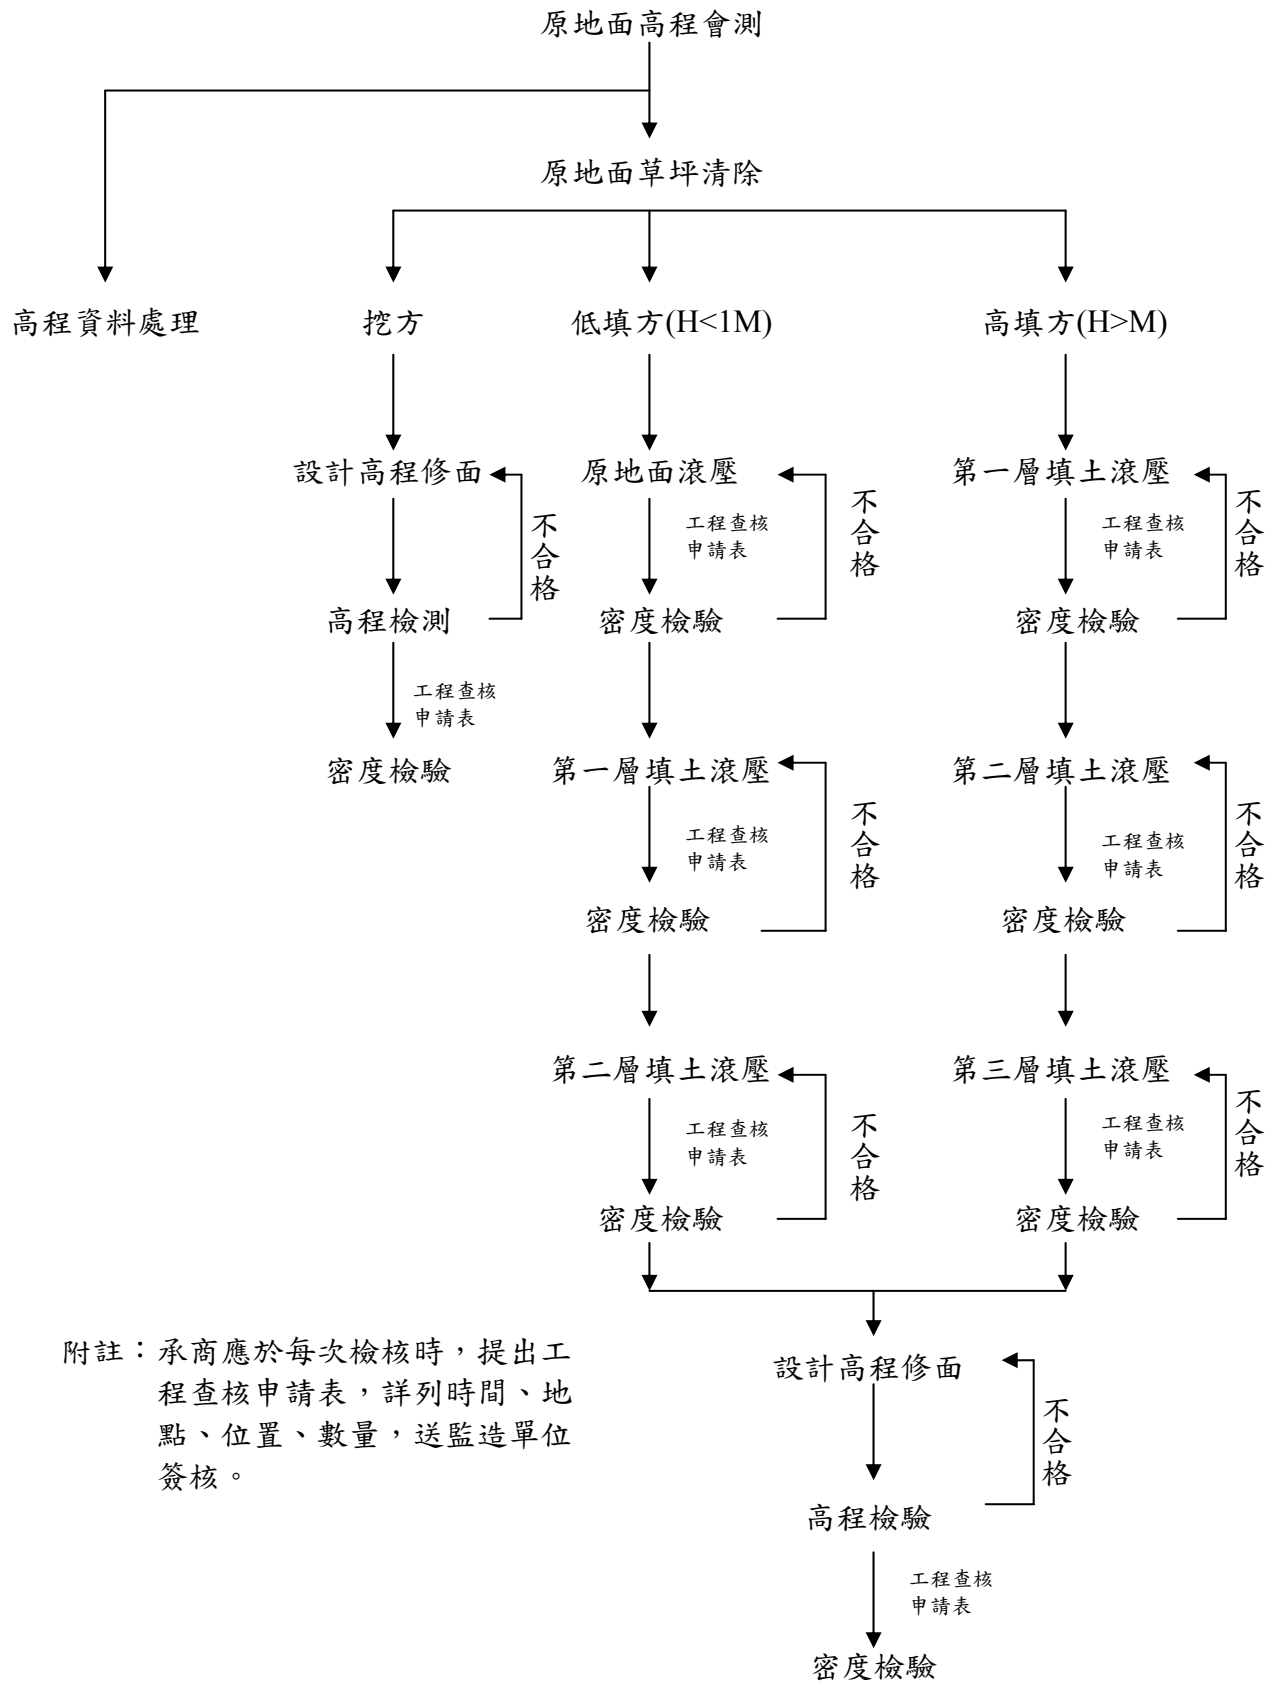 原地面高程會測
原地面草坪清除
高程資料處理
挖方
低填方(H<1M)
高填方(H>M)
設計高程修面
原地面滾壓
第一層填土滾壓
不合格
工程查核
申請表
不合格
工程查核
申請表
不合格
高程檢測
密度檢驗
密度檢驗
工程查核
申請表
密度檢驗
第一層填土滾壓
第二層填土滾壓
工程查核
申請表
不合格
工程查核
申請表
不合格
密度檢驗
密度檢驗
第二層填土滾壓
第三層填土滾壓
工程查核
申請表
不合格
工程查核
申請表
不合格
密度檢驗
密度檢驗
附註：承商應於每次檢核時，提出工
程查核申請表，詳列時間、地
點、位置、數量，送監造單位
簽核。
設計高程修面
不合格
高程檢驗
工程查核
申請表
密度檢驗